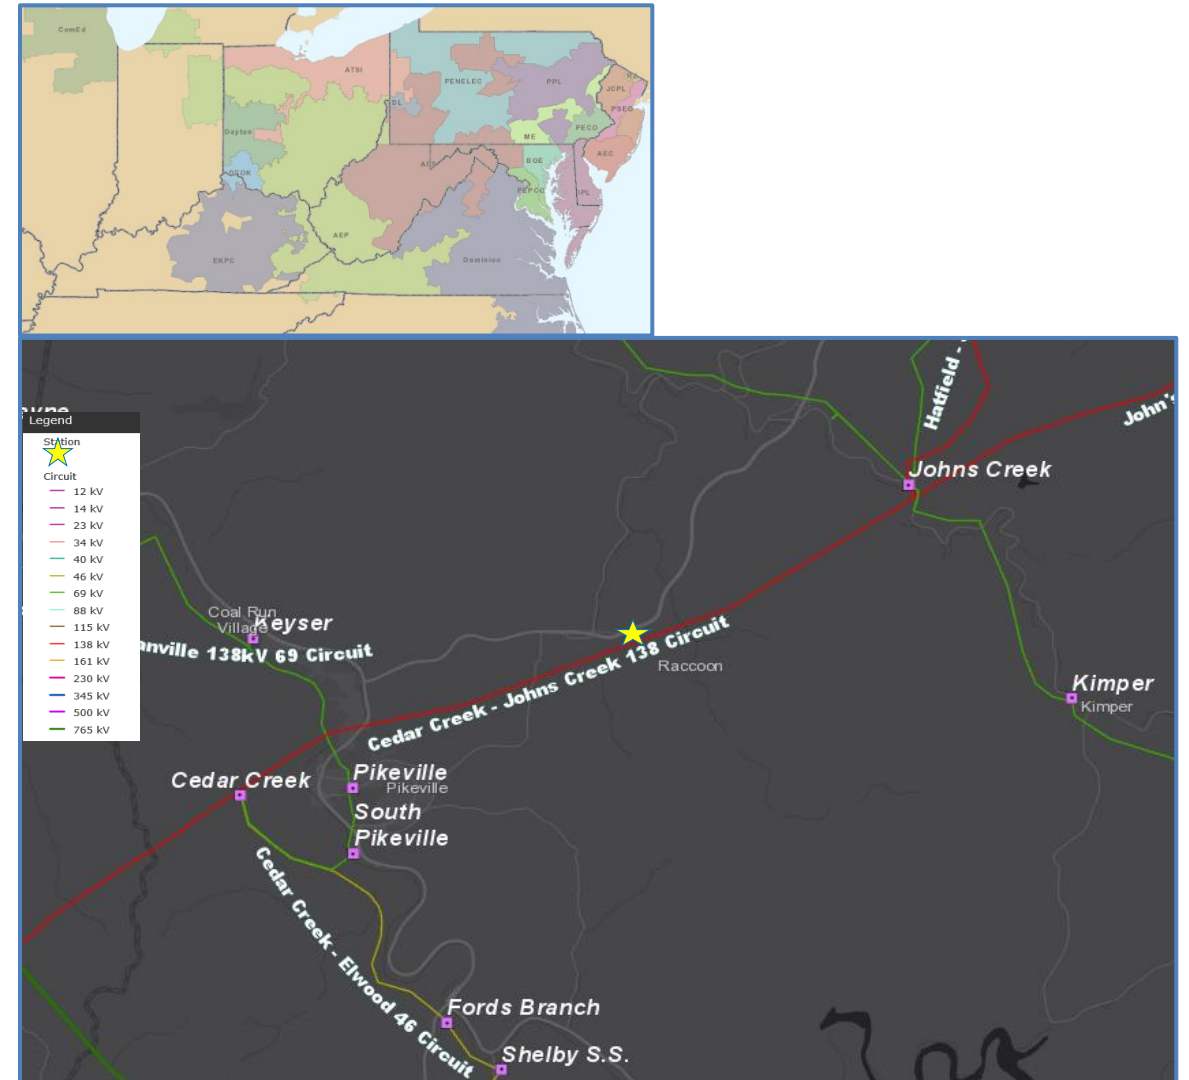 ComEd
ATSI
PENELEC
PPL
JCPL
DL
PSEG
Dayton
ME
PECO
AEC
BGE
PEPCO
AEP
EKPC
Dominion
Hatfield -
John's
Legend
Station
Circuit
12 kV
14 kV
23 kV
34 kV
40 kV
46 kV
69 kV
88 kV
115 kV
138 kV
161 kV
230 kV
345 kV
500 kV
765 kV
Johns Creek
Coal Run
Village
Keyser
anville 138kV 69 Circuit
Cedar Creek - Johns Creek 138 Circuit
Raccoon
Kimper
Kimper
Cedar Creek
Pikeville
Pikeville
South
Pikeville
Cedar Creek - Elwood 46 Circuit
Fords Branch
Shelby S.S.